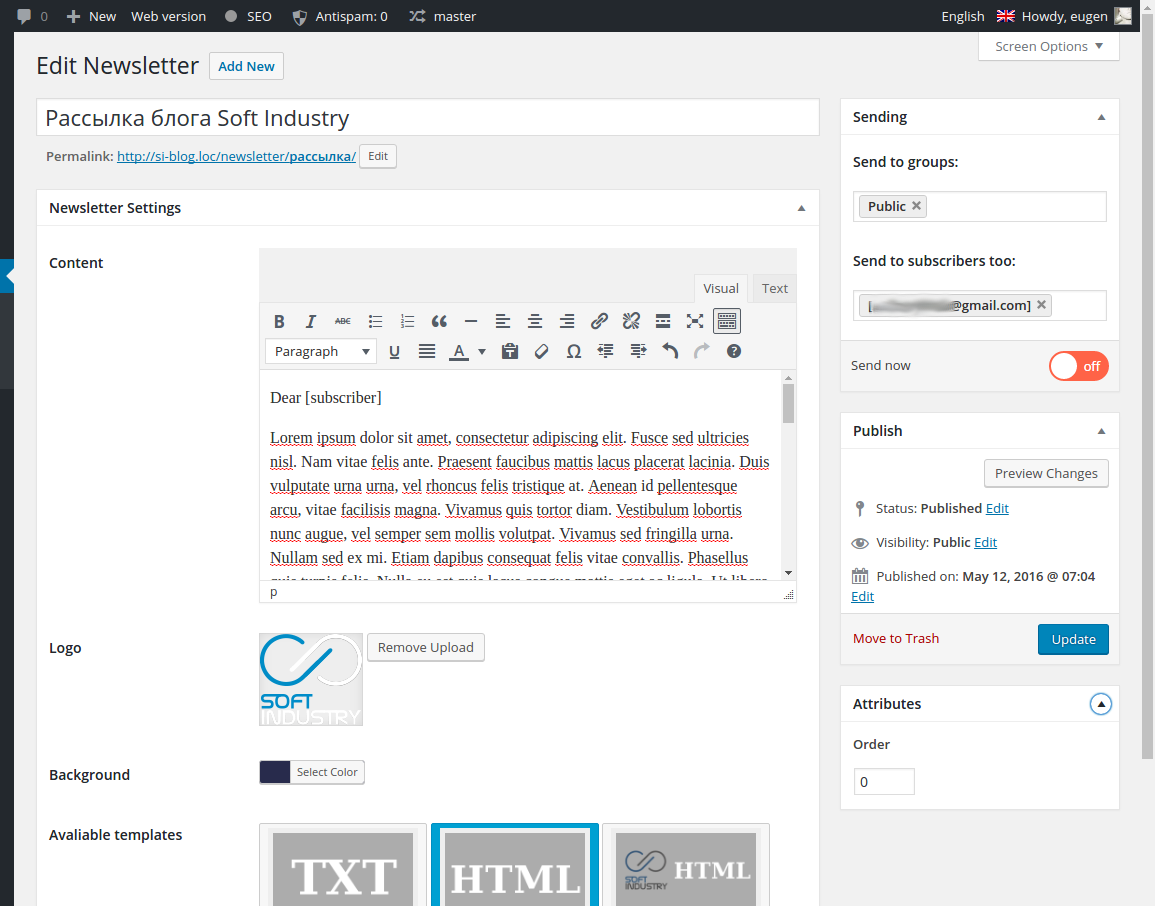 0 New Web version SEO Antispam: 0 master English Howdy, eugen
Screen Options
Edit Newsletter Add New
Рассылка блога Soft Industry
Permalink: http://si-blog.loc/newsletter/рассылка/ Edit
Newsletter Settings
Content
Visual Text
B I ABC
Paragraph U A
Dear [subscriber]
Lorem ipsum dolor sit amet, consectetur adipiscing elit. Fusce sed ultricies
nisl. Nam vitae felis ante. Praesent faucibus mattis lacus placerat lacinia. Duis
vulputate urna urna, vel rhoncus felis tristique at. Aenean id pellentesque
arcu, vitae facilisis magna. Vivamus quis tortor diam. Vestibulum lobortis
nunc augue, vel semper sem mollis volutpat. Vivamus sed fringilla urna.
Nullam sed ex mi. Etiam dapibus consequat felis vitae convallis. Phasellus
p
Logo
SOFT
INDUSTRY
Remove Upload
Background
Select Color
Avaliable templates
TXT
HTML
SOFT
INDUSTRY
HTML
Sending
Send to groups:
Public
Send to subscribers too:
@gmail.com]
Send now off
Publish
Preview Changes
Status: Published Edit
Visibility: Public Edit
Published on: May 12, 2016 @ 07:04
Edit
Move to Trash Update
Attributes
Order
0